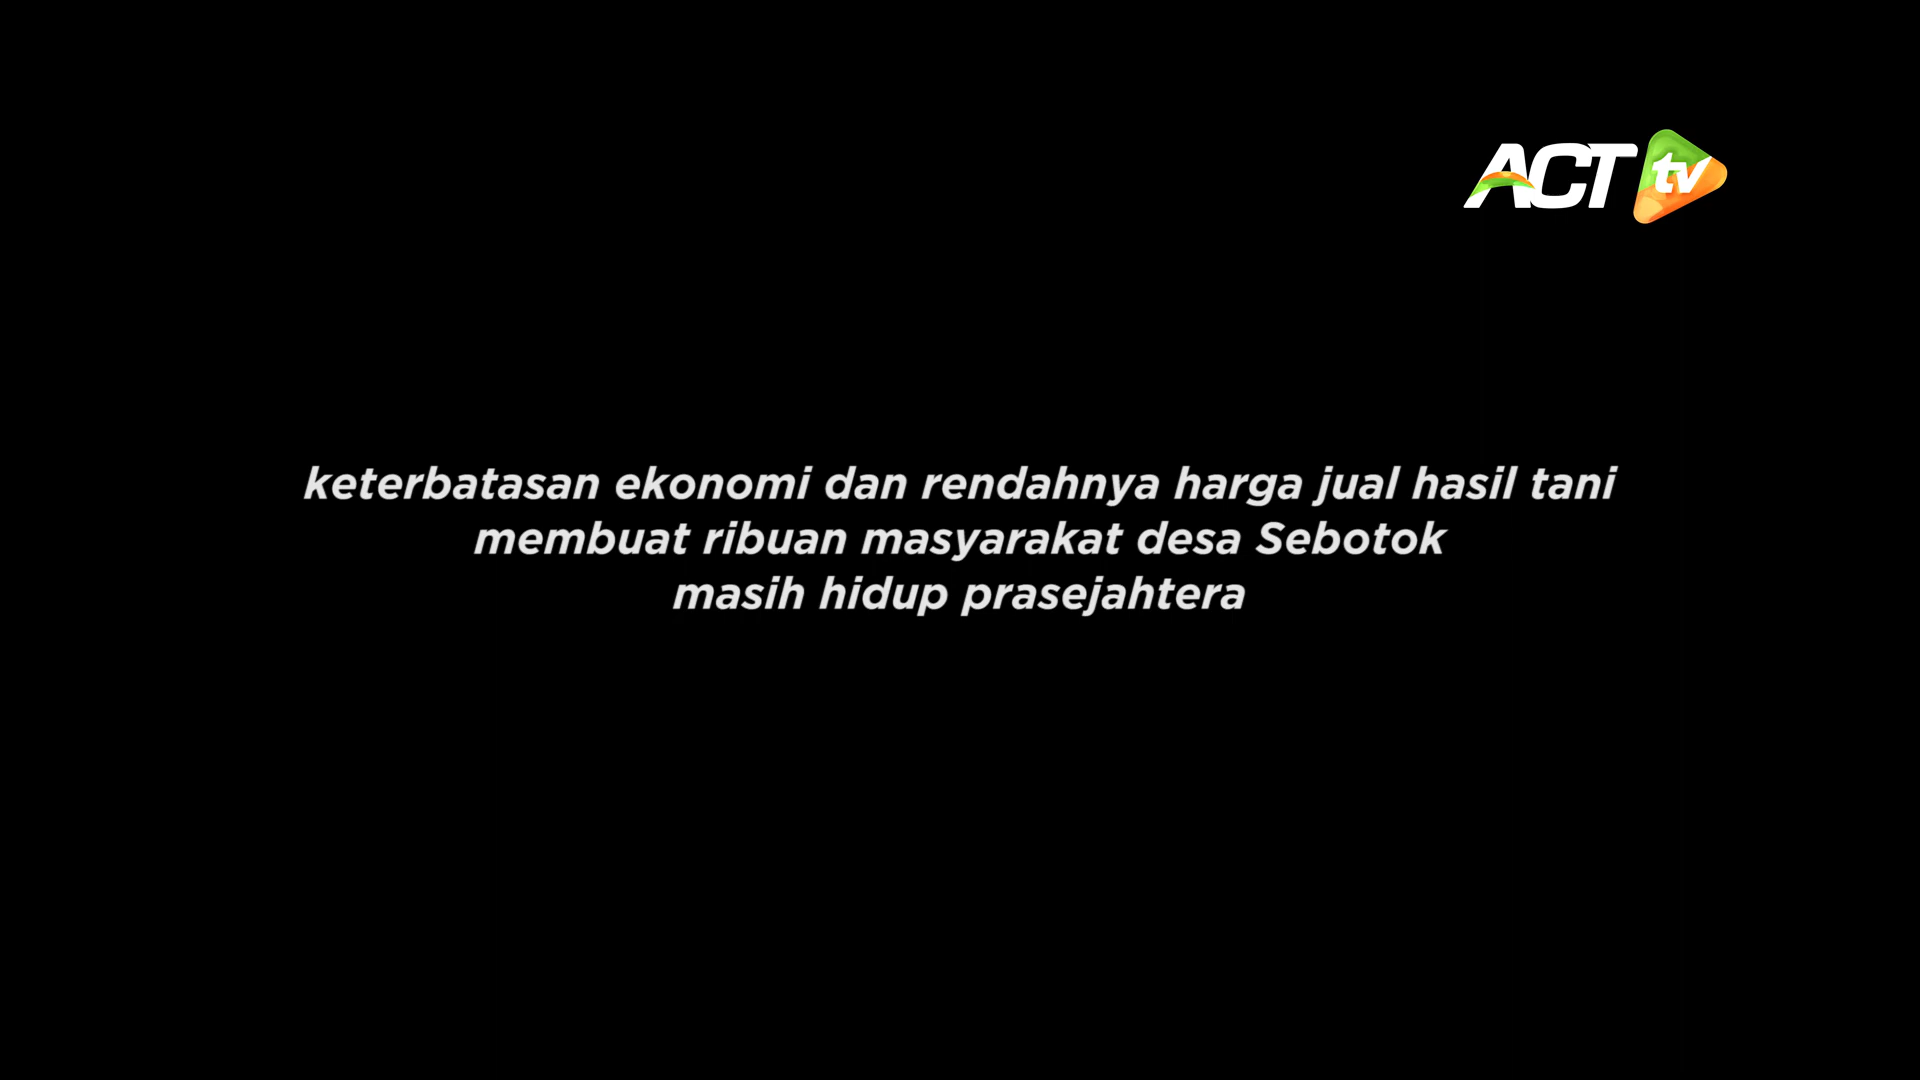 ACT tv
keterbatasan ekonomi dan rendahnya harga jual hasil tani
membuat ribuan masyarakat desa Sebotok
masih hidup prasejahtera